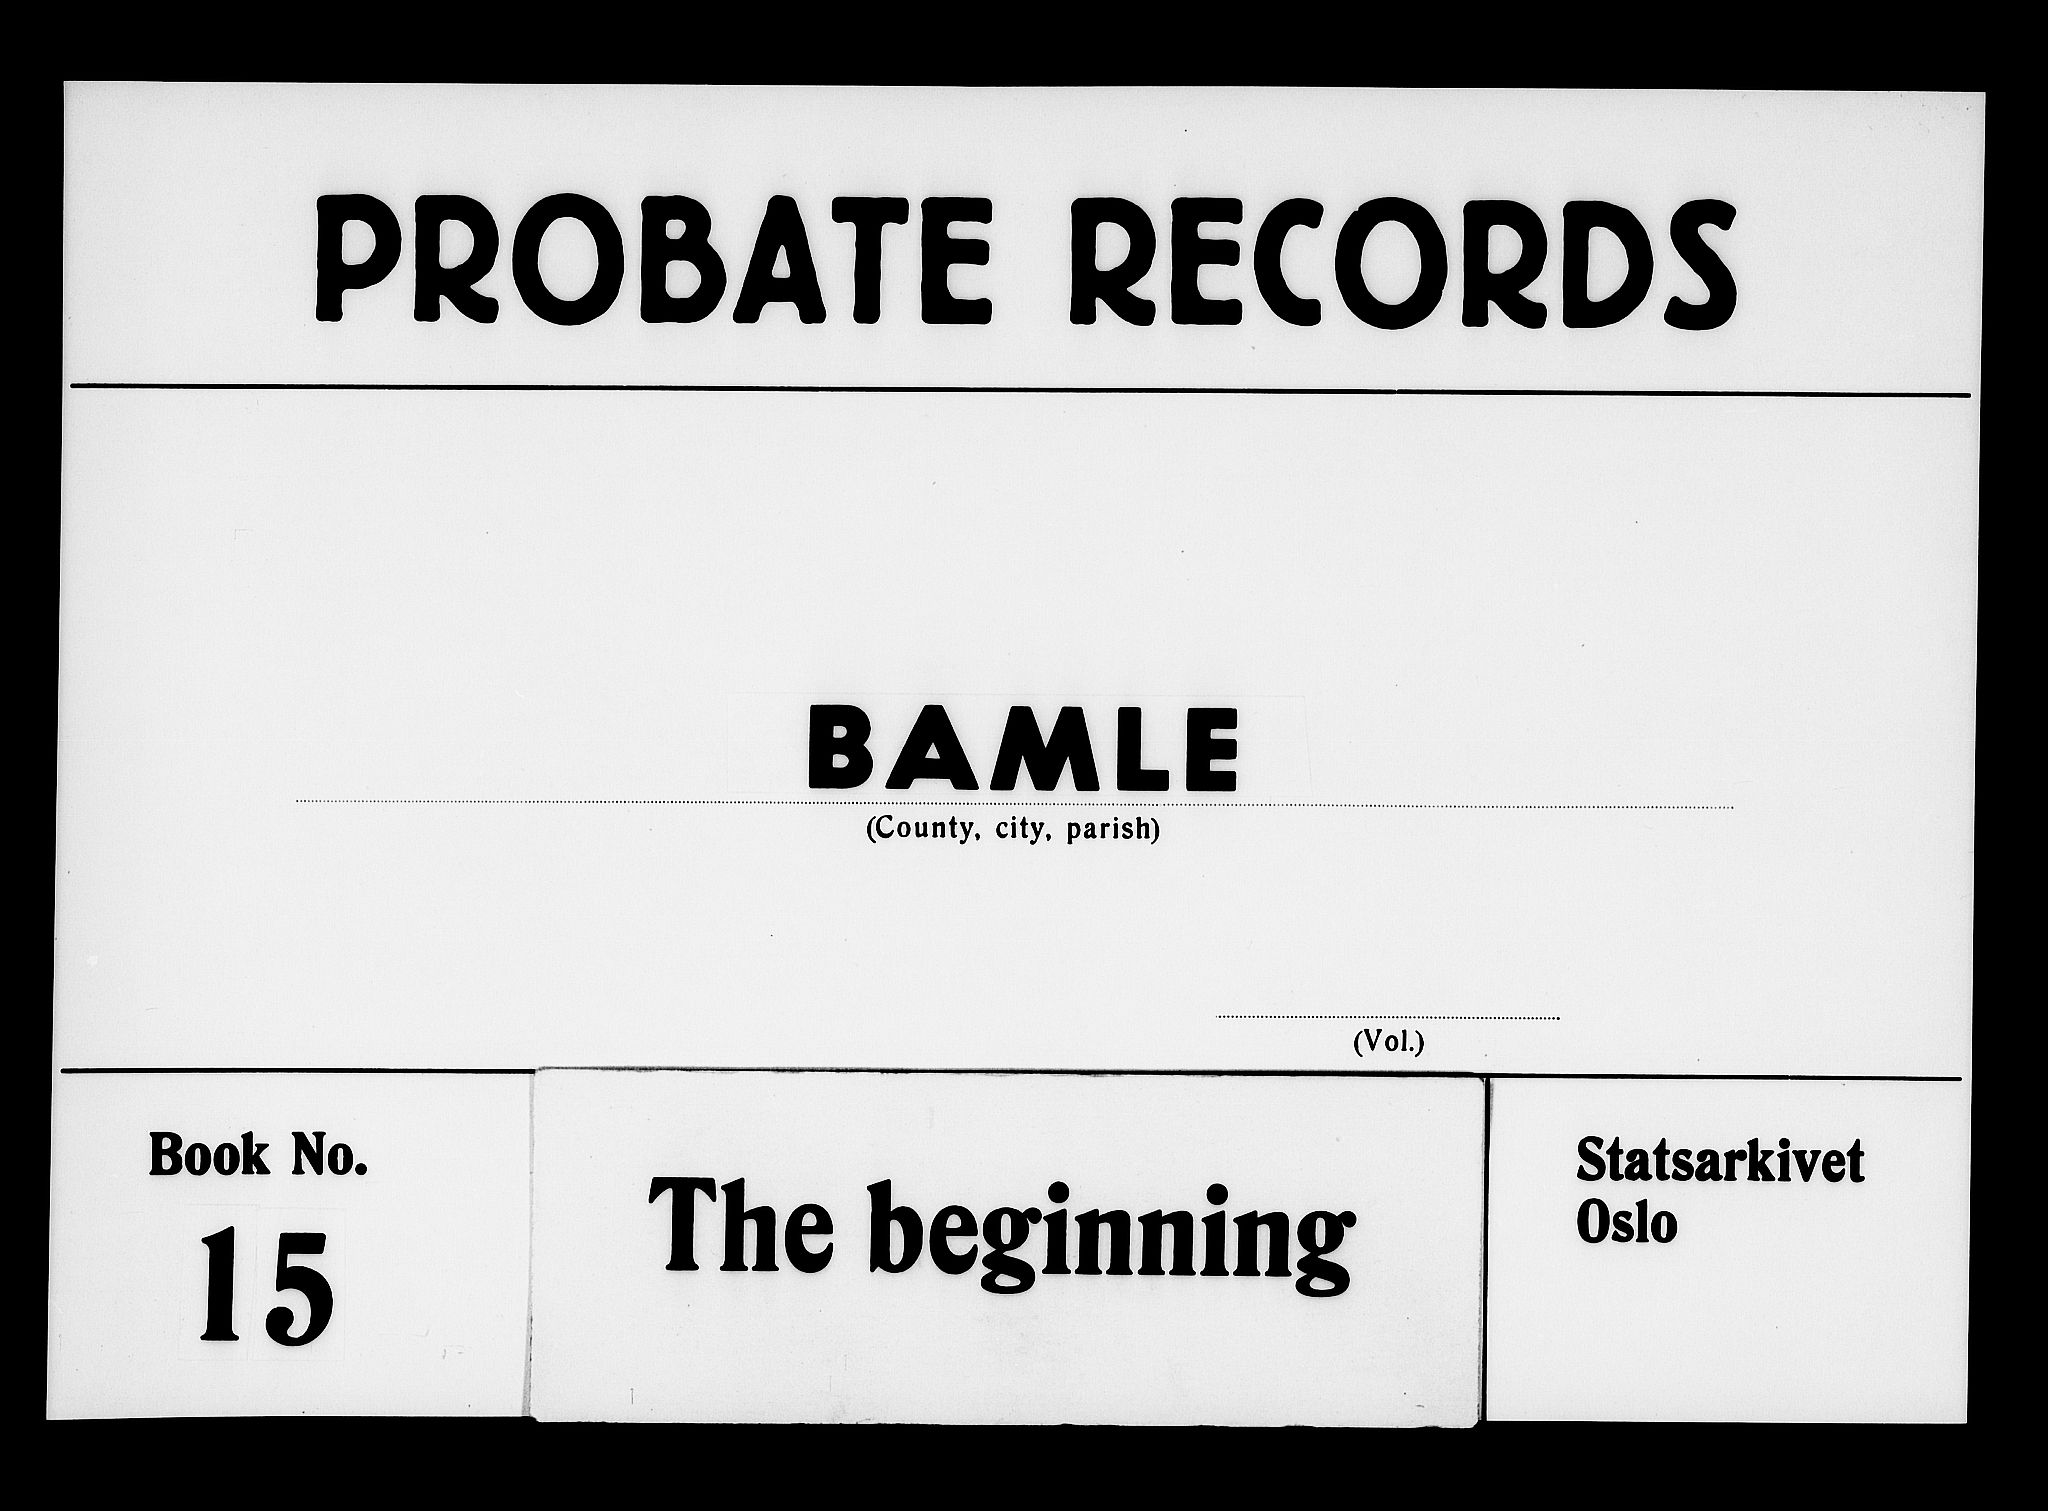 PROBATE RECORDS
BAMLE
(County, city, parish)
(Vol.)
Book No.
15
The beginning
Statsarkivet
Oslo